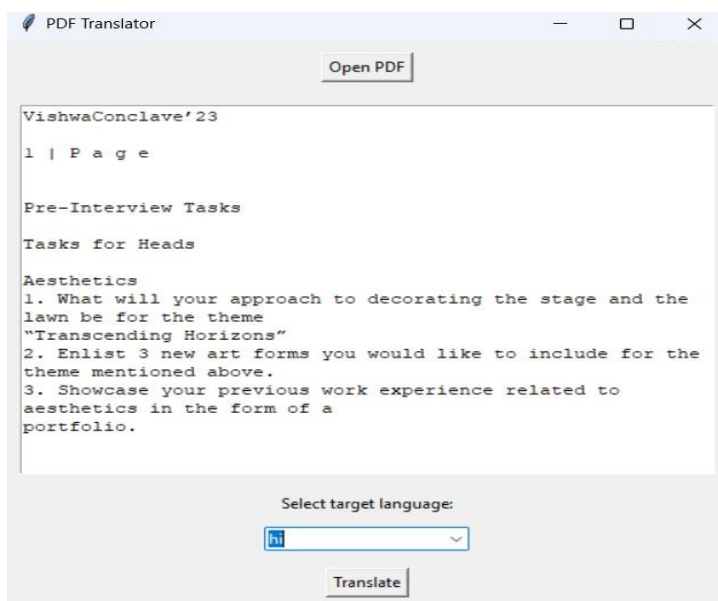 PDF Translator
Open PDF
VishwaConclave'23
1 | P a g e
Pre-Interview Tasks
Tasks for Heads
Aesthetics
1. What will your approach to decorating the stage and the
lawn be for the theme
“Transcending Horizons”
2. Enlist 3 new art forms you would like to include for the
theme mentioned above.
3. Showcase your previous work experience related to
aesthetics in the form of a
portfolio.
Select target language:
hi
Translate